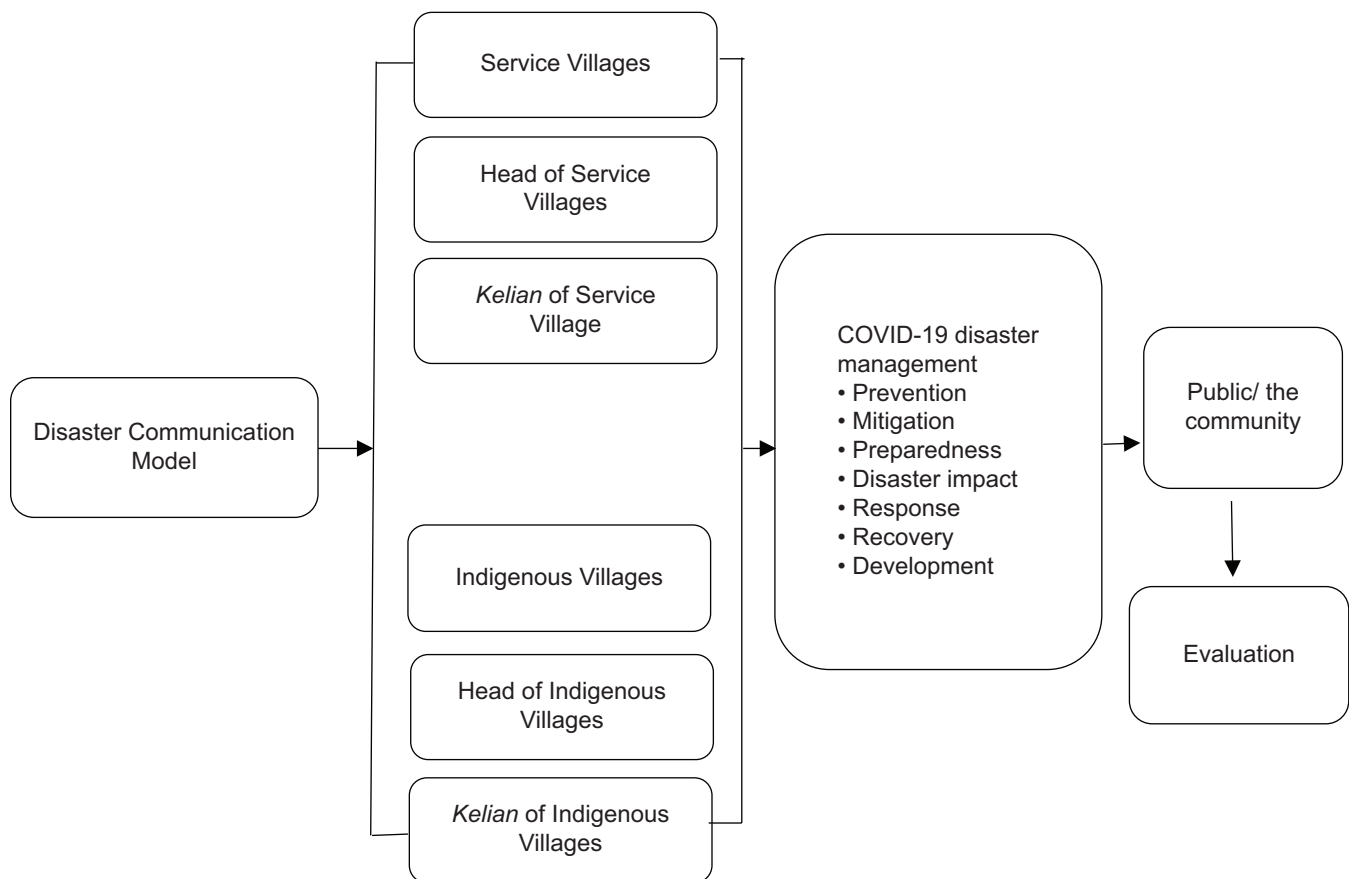 Service Villages
Head of Service
Villages
Kelian of Service
Village
Disaster Communication
Model
Indigenous Villages
Head of Indigenous
Villages
Kelian of Indigenous
Villages
COVID-19 disaster
management
• Prevention
• Mitigation
• Preparedness
• Disaster impact
• Response
• Recovery
• Development
Public/ the
community
Evaluation